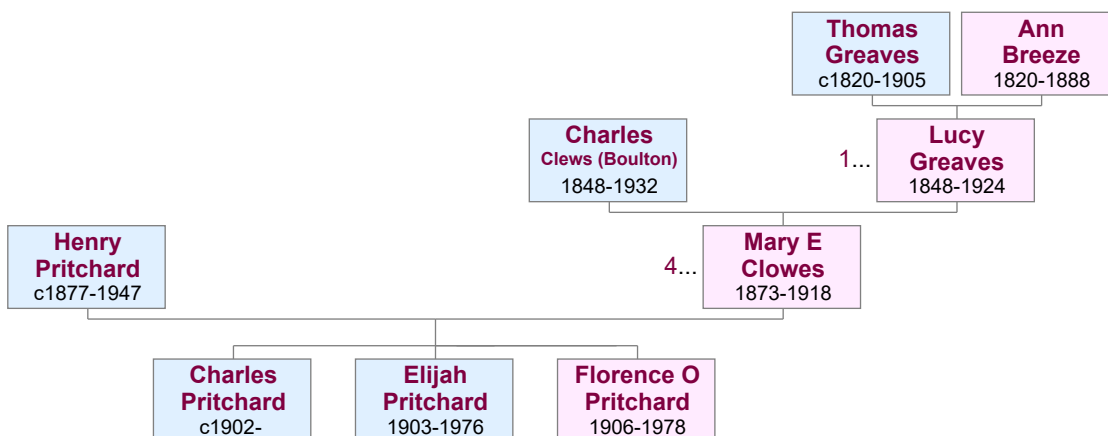 Thomas
Greaves
c1820-1905
Ann
Breeze
1820-1888
Charles
Clews (Boulton)
1848-1932
1...
Lucy
Greaves
1848-1924
Henry
Pritchard
c1877-1947
4...
Mary E
Clowes
1873-1918
Charles
Pritchard
c1902-
Elijah
Pritchard
1903-1976
Florence O
Pritchard
1906-1978